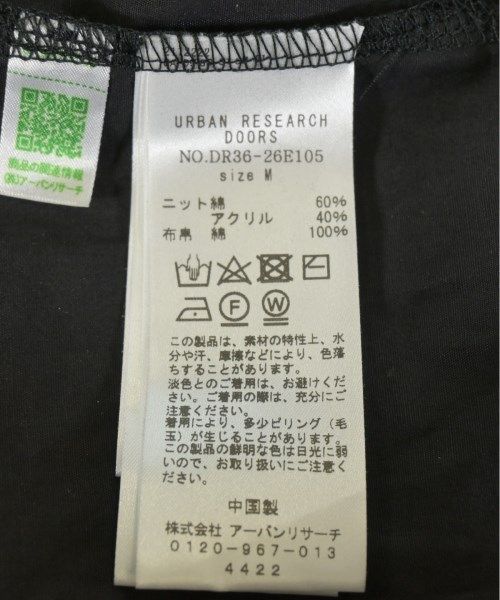 商品の関連情報
(株)アーバンリサーチ
URBAN RESEARCH
DOORS
NO.DR36-26E105
size M
ニット綿 60%
アクリル 40%
布帛 綿 100%
F
W
この製品は、素材の特性上、水
分や汗、摩擦などにより、色落
ちすることがあります。
淡色とのご着用は、お避けくだ
さい。ご着用の際は、充分にご
注意ください。
着用により、多少ピリング(毛
玉)が生じることがあります。
この製品の鮮明な色は日光に弱
いので、お取り扱いにご注意く
ださい。
中国製
株式会社 アーバンリサーチ
0120-967-013
4422